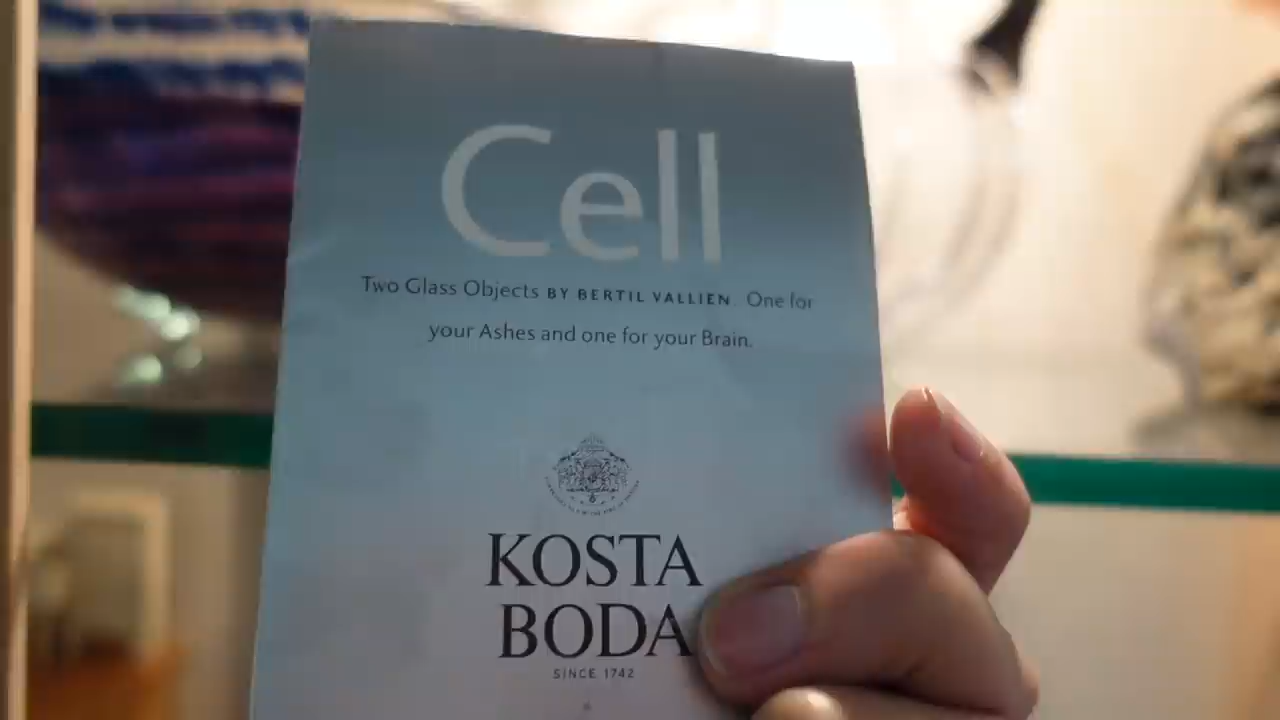 Cell
Two Glass Objects BY BERTIL VALLIEN. One for
your Ashes and one for your Brain.
KOSTA
BODA
SINCE 1742